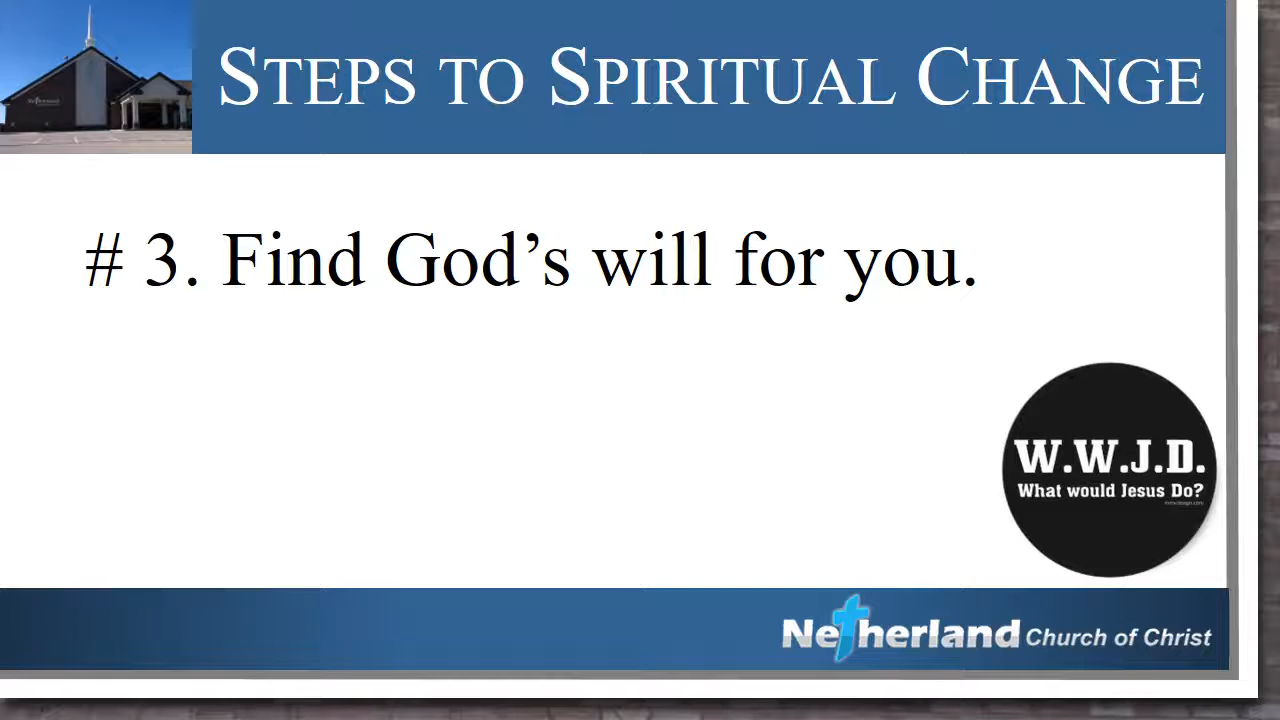 STEPS TO SPIRITUAL CHANGE
# 3. Find God’s will for you.
W.W.J.D.
What would Jesus Do?
Netherland Church of Christ